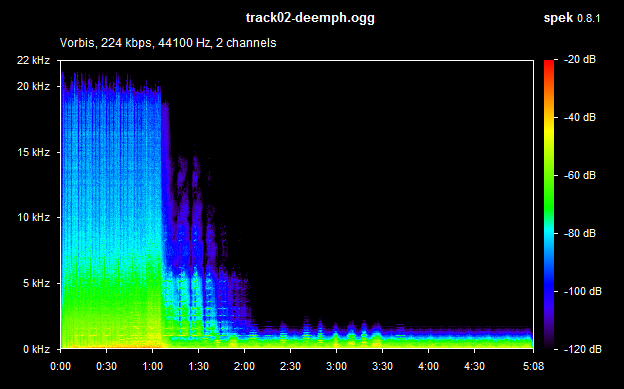 track02-deemph.ogg
spek 0.8.1
Vorbis, 224 kbps, 44100 Hz, 2 channels
22 kHz
20 kHz
15 kHz
10 kHz
5 kHz
0 kHz
0:00 0:30 1:00 1:30 2:00 2:30 3:00 3:30 4:00 4:30 5:08
-20 dB
-40 dB
-60 dB
-80 dB
-100 dB
-120 dB